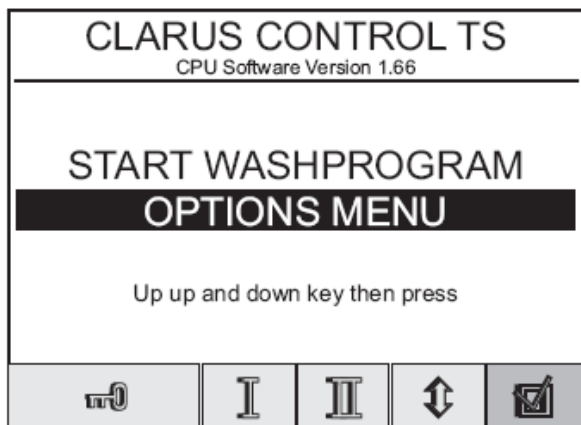 CLARUS CONTROL TS
CPU Software Version 1.66
START WASHPROGRAM
OPTIONS MENU
Up up and down key then press
I II